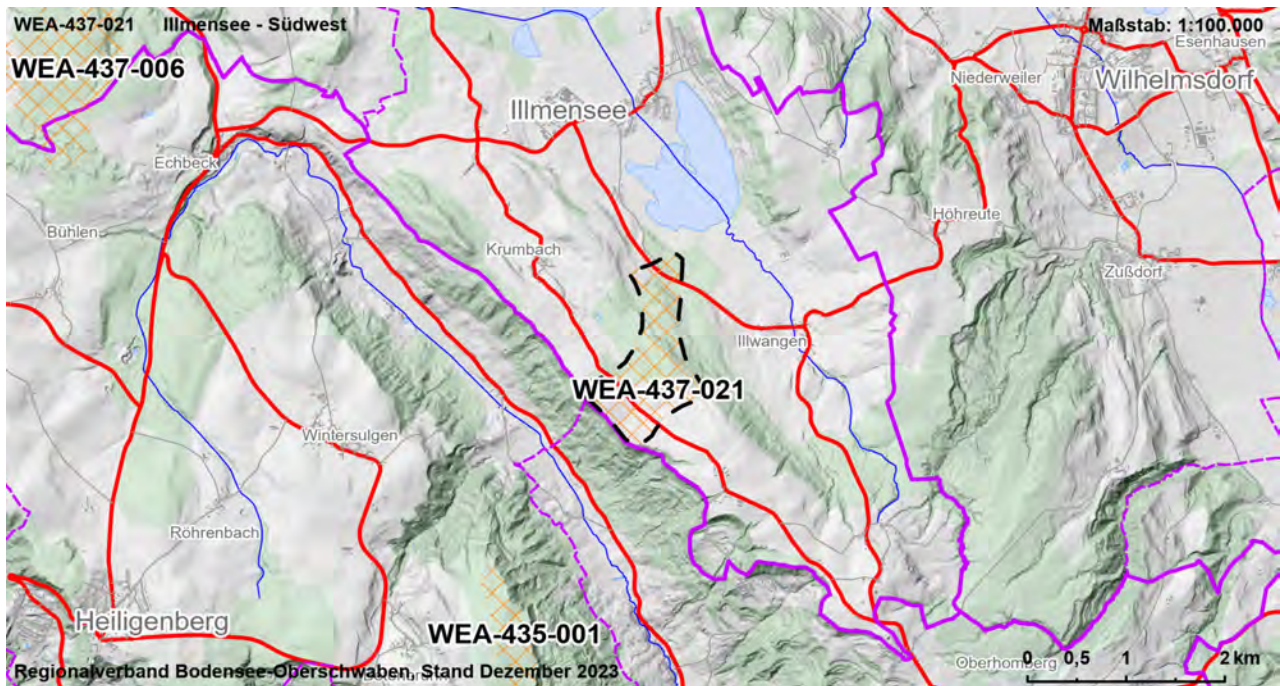 WEA-437-021 Illmensee - Südwest
Maßstab: 1:100.000
Esenhausen
WEA-437-006
Niederweiler
Wilhelmsdorf
Illmensee
Echbeck
Bühlen
Höhreute
Krumbach
Zußdorf
Illwangen
WEA-437-021
Wintersulgen
Röhrenbach
Heiligenberg
WEA-435-001
Oberhomberg
0 0,5 1 2 km
Regionalverband Bodensee-Oberschwaben, Stand Dezember 2023